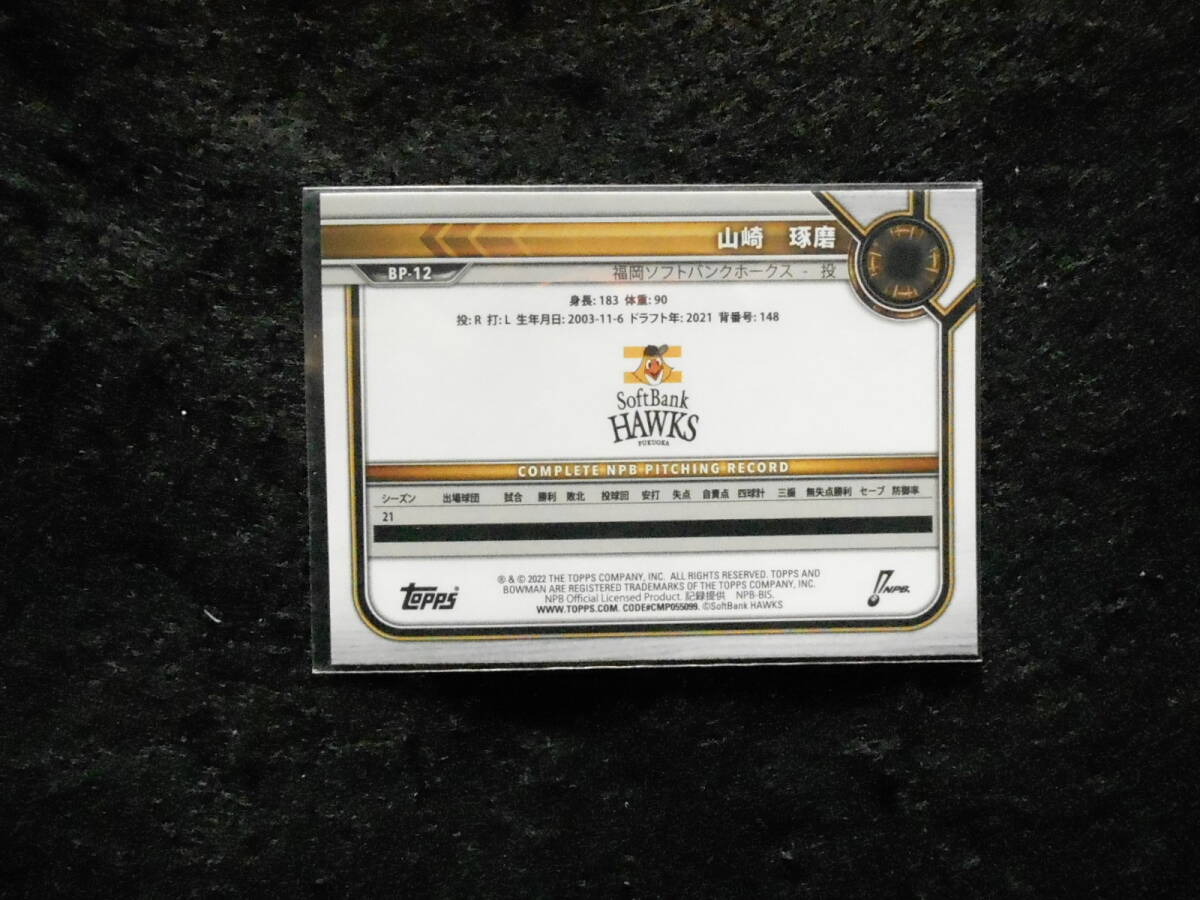 山崎 琢磨
BP-12
福岡ソフトバンクホークス - 投
身長: 183 体重: 90
投: R 打: L 生年月日: 2003-11-6 ドラフト年: 2021 背番号: 148
SoftBank
HAWKS
FUKUOKA
COMPLETE NPB PITCHING RECORD
シーズン 出場球団 試合 勝利 敗北 投球回 安打 失点 自責点 四球計 三振 無失点勝利 セーブ 防御率
21
topps®
® & © 2022 THE TOPPS COMPANY, INC. ALL RIGHTS RESERVED. TOPPS AND
BOWMAN ARE REGISTERED TRADEMARKS OF THE TOPPS COMPANY, INC.
NPB Official Licensed Product. 記録提供 NPB-BIS.
WWW.TOPPS.COM. CODE#CMP055099. ©SoftBank HAWKS
NPB.